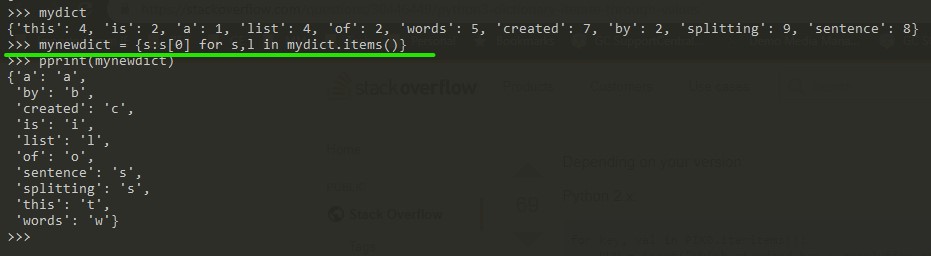 >>> mydict
{'this': 4, 'is': 2, 'a': 1, 'list': 4, 'of': 2, 'words': 5, 'created': 7, 'by': 2, 'splitting': 9, 'sentence': 8}
>>> mynewdict = {s:s[0] for s,l in mydict.items()}
>>> pprint(mynewdict)
{'a': 'a',
 'by': 'b',
 'created': 'c',
 'is': 'i',
 'list': 'l',
 'of': 'o',
 'sentence': 's',
 'splitting': 's',
 'this': 't',
 'words': 'w'}
>>>
stackoverflow
Home
PUBLIC
Stack Overflow
Depending on your version:
Python 2.x